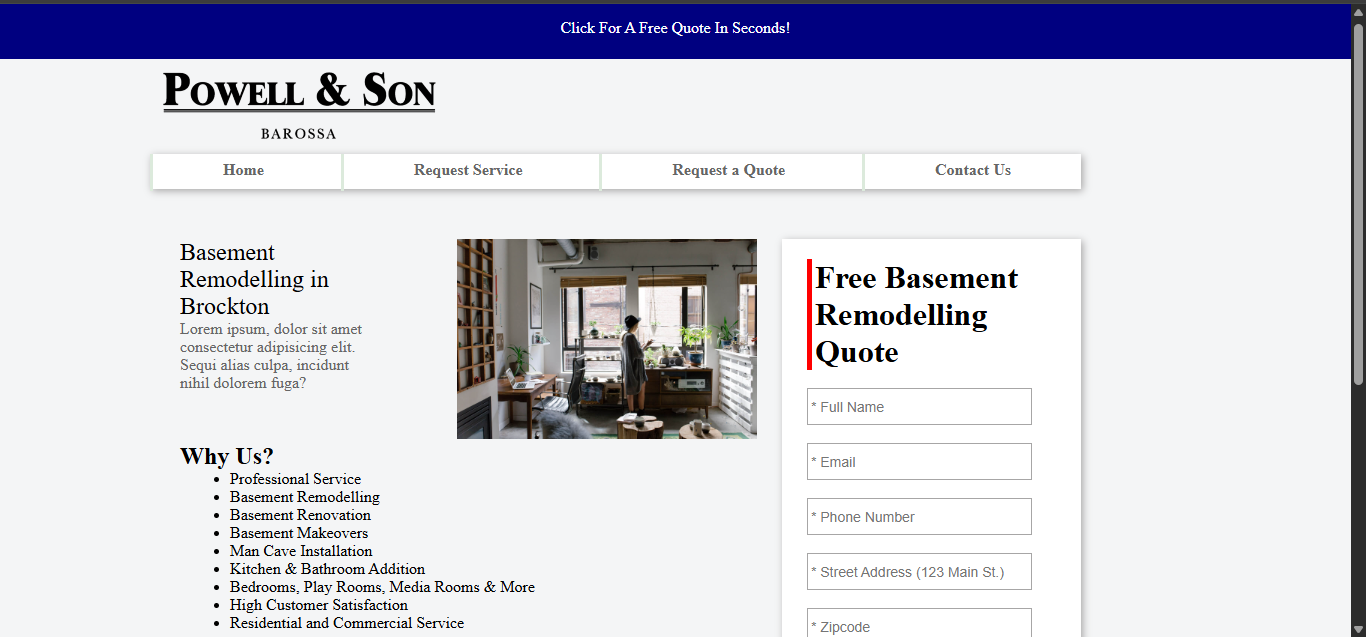 Click For A Free Quote In Seconds!
POWELL & SON
BAROSSA
Home
Request Service
Request a Quote
Contact Us
Basement
Remodelling in
Brockton
Lorem ipsum, dolor sit amet
consectetur adipisicing elit.
Sequi alias culpa, incidunt
nihil dolorem fuga?
Why Us?
• Professional Service
• Basement Remodelling
• Basement Renovation
• Basement Makeovers
• Man Cave Installation
• Kitchen & Bathroom Addition
• Bedrooms, Play Rooms, Media Rooms & More
• High Customer Satisfaction
• Residential and Commercial Service
Free Basement
Remodelling
Quote
* Full Name
* Email
* Phone Number
* Street Address (123 Main St.)
* Zipcode